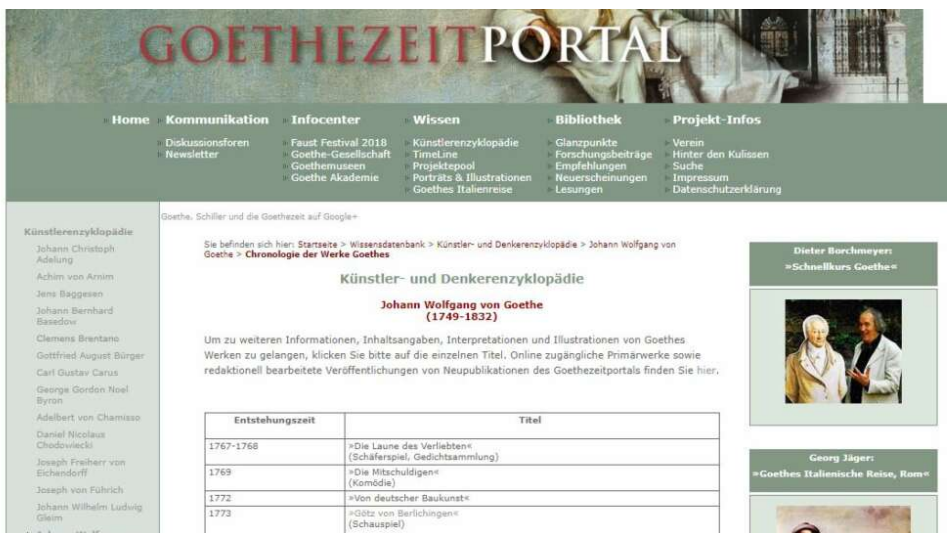 GOETHEZEITPORTAL
Home
Kommunikation
Diskussionsforen
Newsletter
Infocenter
Faust Festival 2018
Goethe-Gesellschaft
Goethemuseen
Goethe Akademie
Wissen
Künstlerenzyklopädie
TimeLine
Projektepool
Porträts & Illustrationen
Goethes Italienreise
Bibliothek
Glanzpunkte
Forschungsbeiträge
Empfehlungen
Neuerscheinungen
Lesungen
Projekt-Infos
Verein
Hinter den Kulissen
Suche
Impressum
Datenschutzerklärung
Künstlerenzyklopädie
Johann Christoph
Adelung
Achim von Arnim
Jens Baggesen
Johann Bernhard
Basedow
Clemens Brentano
Gottfried August Bürger
Carl Gustav Carus
George Gordon Noel
Byron
Adelbert von Chamisso
Daniel Nicolaus
Chodowiecki
Joseph Freiherr von
Eichendorff
Joseph von Führich
Johann Wilhelm Ludwig
Gleim
Goethe, Schiller und die Goethezeit auf Google+
Sie befinden sich hier: Startseite > Wissensdatenbank > Künstler- und Denkerenzyklopädie > Johann Wolfgang von
Goethe > Chronologie der Werke Goethes
Künstler- und Denkerenzyklopädie
Johann Wolfgang von Goethe
(1749-1832)
Um zu weiteren Informationen, Inhaltsangaben, Interpretationen und Illustrationen von Goethes
Werken zu gelangen, klicken Sie bitte auf die einzelnen Titel. Online zugängliche Primärwerke sowie
redaktionell bearbeitete Veröffentlichungen von Neupublikationen des Goethezeitportals finden Sie hier.
Entstehungszeit Titel
1767-1768 »Die Laune des Verliebten«
(Schäferspiel, Gedichtsammlung)
1769 »Die Mitschuldigen«
(Komödie)
1772 »Von deutscher Baukunst«
1773 »Götz von Berlichingen«
(Schauspiel)
Dieter Borchmeyer:
»Schnellkurs Goethe«
Georg Jäger:
»Goethes Italienische Reise, Rom«